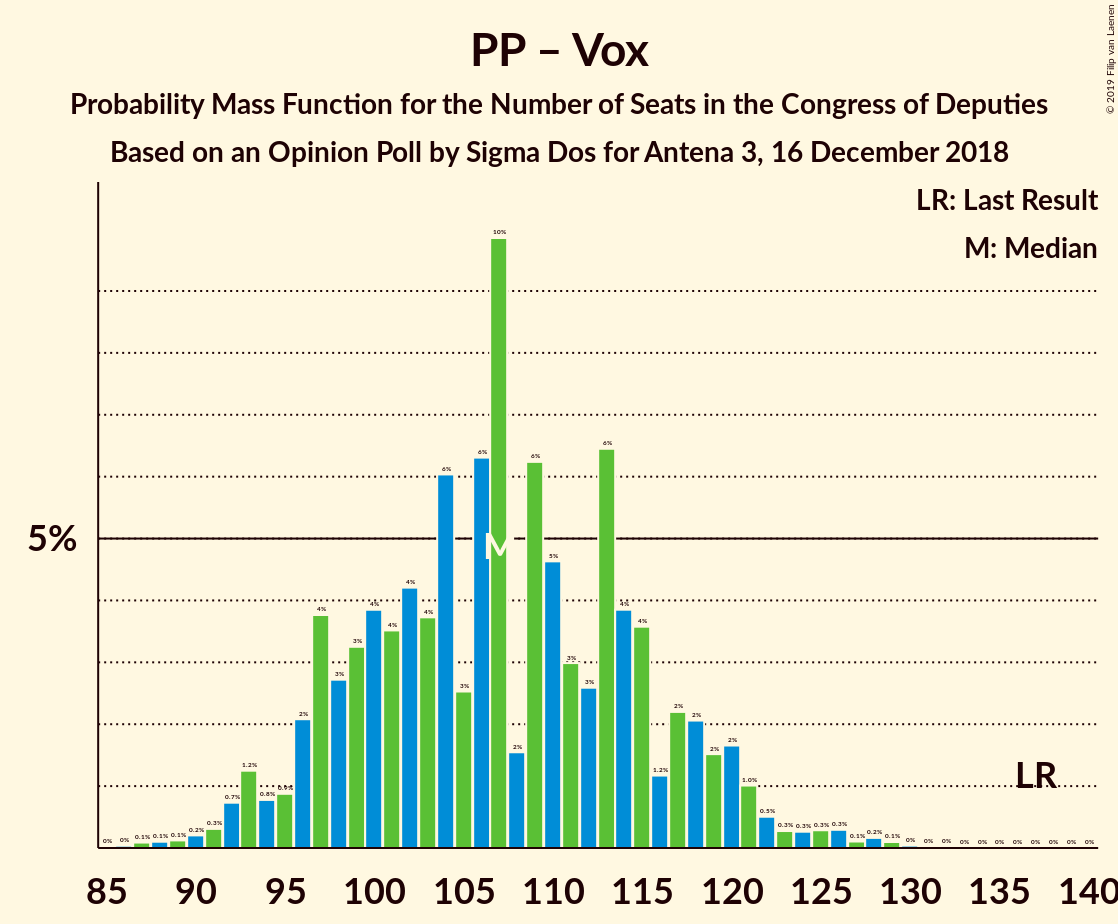 PP – Vox
Probability Mass Function for the Number of Seats in the Congress of Deputies
Based on an Opinion Poll by Sigma Dos for Antena 3, 16 December 2018
© 2019 Filip van Laenen
LR: Last Result
M: Median
5%
0% 0% 0.1% 0.1% 0.1% 0.2% 0.3% 0.7% 1.2% 0.8% 0.9% 2% 4% 3% 3% 4% 4% 4% 4% 6% 3% 6% 10% 2% 6% 5% 3% 3% 6% 4% 4% 1.2% 2% 2% 2% 2% 1.0% 0.5% 0.3% 0.3% 0.3% 0.3% 0.1% 0.2% 0.1% 0% 0% 0% 0% 0% 0% 0% 0% 0% 0% 0%
M
LR
85 90 95 100 105 110 115 120 125 130 135 140